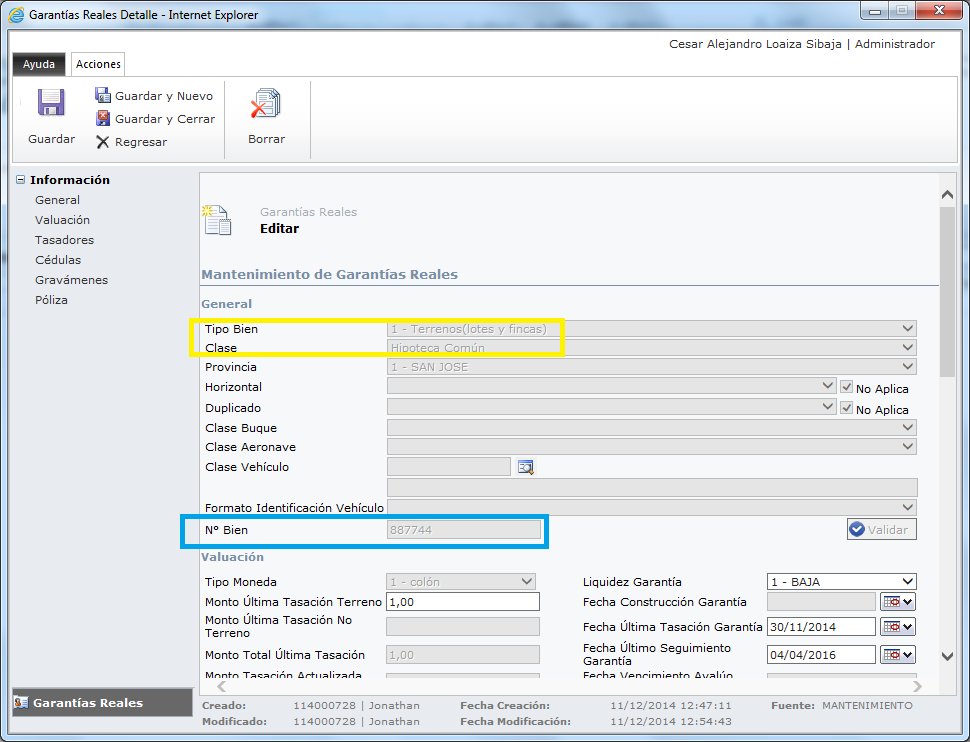 Garantías Reales Detalle - Internet Explorer
Cesar Alejandro Loaiza Sibaja | Administrador
Ayuda Acciones
Guardar
Guardar y Nuevo
Guardar y Cerrar
Regresar
Borrar
Información
General
Valuación
Tasadores
Cédulas
Gravámenes
Póliza
Garantías Reales
Editar
Mantenimiento de Garantías Reales
General
Tipo Bien 1 - Terrenos(lotes y fincas)
Clase Hipoteca Común
Provincia 1 - SAN JOSE
Horizontal No Aplica
Duplicado No Aplica
Clase Buque
Clase Aeronave
Clase Vehículo
Formato Identificación Vehículo
Nº Bien 887744 Validar
Valuación
Tipo Moneda 1 - colón Liquidez Garantía 1 - BAJA
Monto Última Tasación Terreno 1,00 Fecha Construcción Garantía
Monto Última Tasación No
Terreno
Fecha Última Tasación Garantía 30/11/2014
Monto Total Última Tasación 1,00
Fecha Último Seguimiento
Garantía
04/04/2016
Monto Tasación Actualizada Fecha Vencimiento Avalúo
Garantías Reales
Creado: 114000728 | Jonathan Fecha Creación: 11/12/2014 12:47:11 Fuente: MANTENIMIENTO
Modificado: 114000728 | Jonathan Fecha Modificación: 11/12/2014 12:54:43